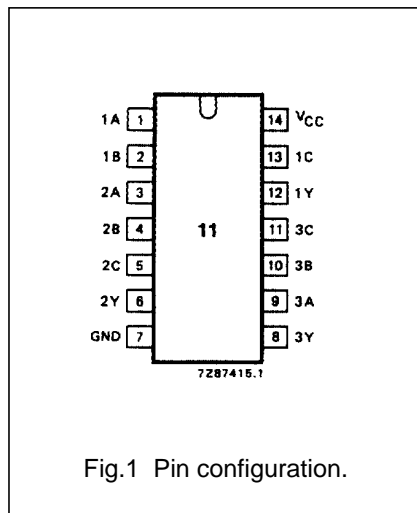 1A 1 14 VCC
1B 2 13 1C
2A 3 12 1Y
2B 4 11 11 3C
2C 5 10 3B
2Y 6 9 3A
GND 7 8 3Y
7Z87415.1
Fig.1 Pin configuration.